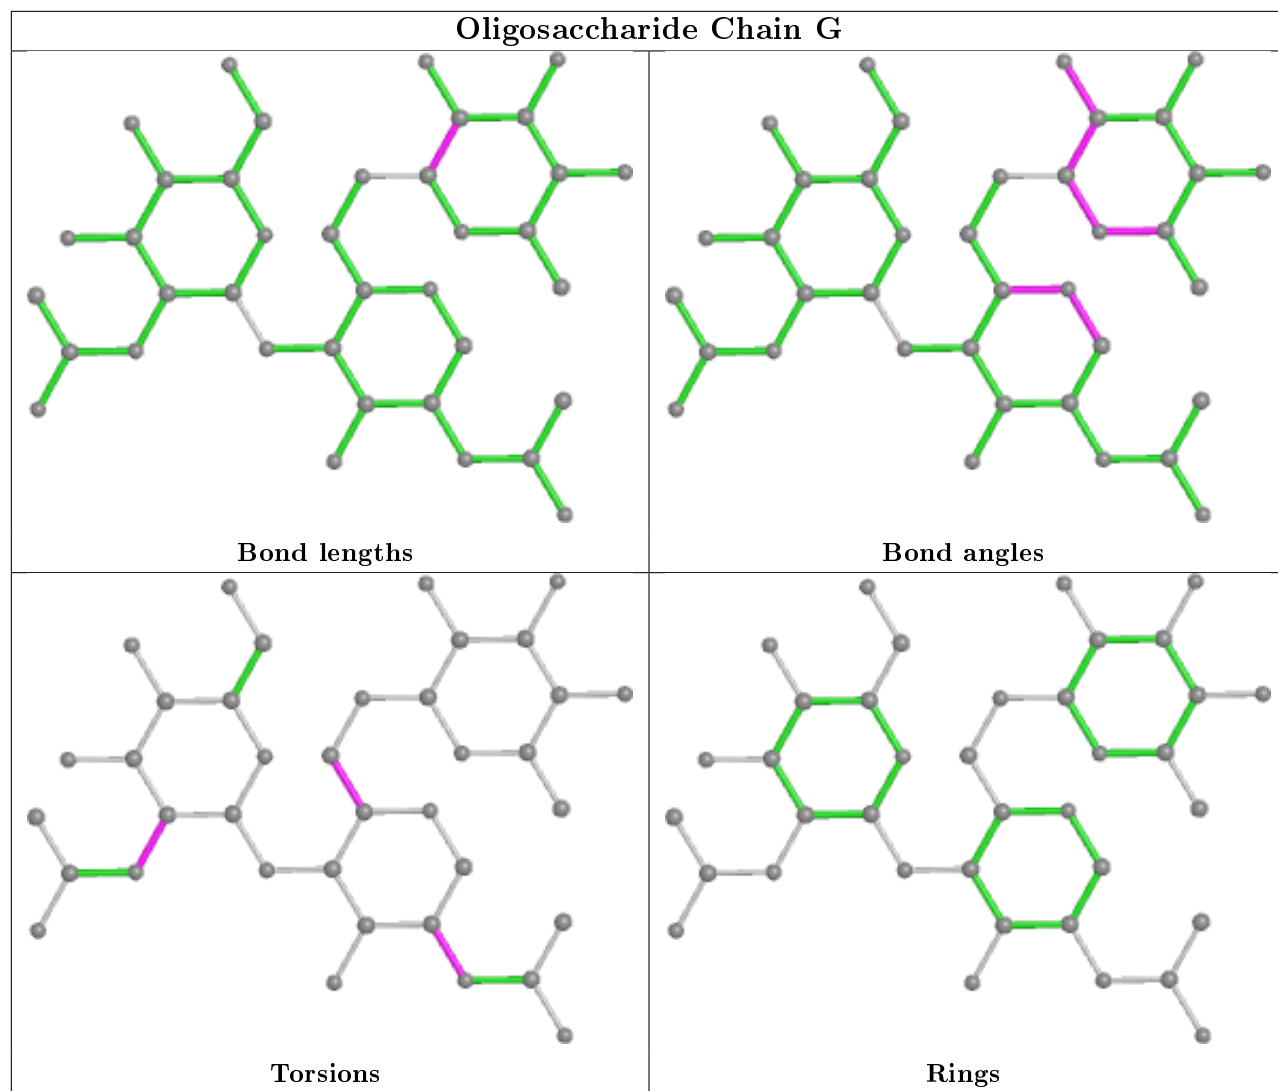 Oligosaccharide Chain G
Bond lengths
Bond angles
Torsions
Rings